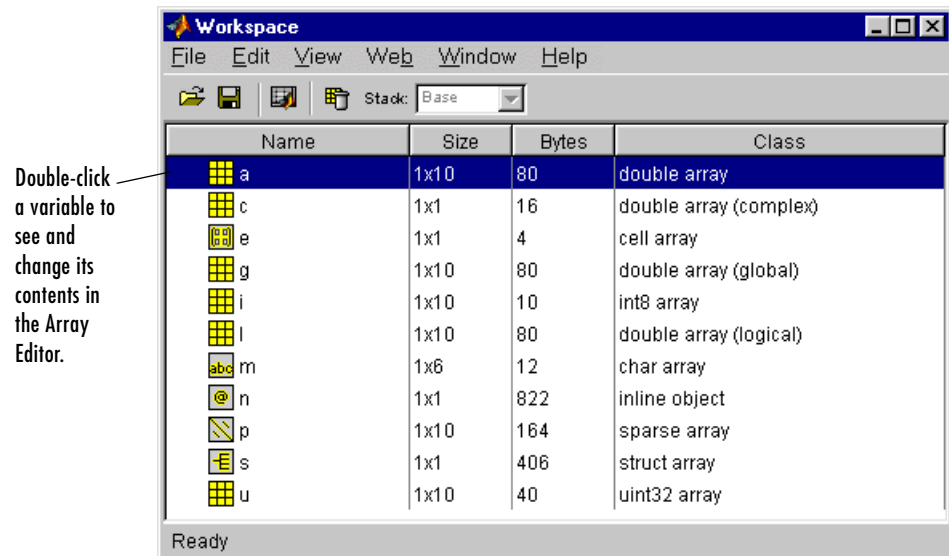 Workspace
File Edit View Web Window Help
Stack: Base
Name Size Bytes Class
a 1x10 80 double array
c 1x1 16 double array (complex)
e 1x1 4 cell array
g 1x10 80 double array (global)
i 1x10 10 int8 array
l 1x10 80 double array (logical)
abc m 1x6 12 char array
@ n 1x1 822 inline object
p 1x10 164 sparse array
s 1x1 406 struct array
u 1x10 40 uint32 array
Ready
Double-click
a variable to
see and
change its
contents in
the Array
Editor.